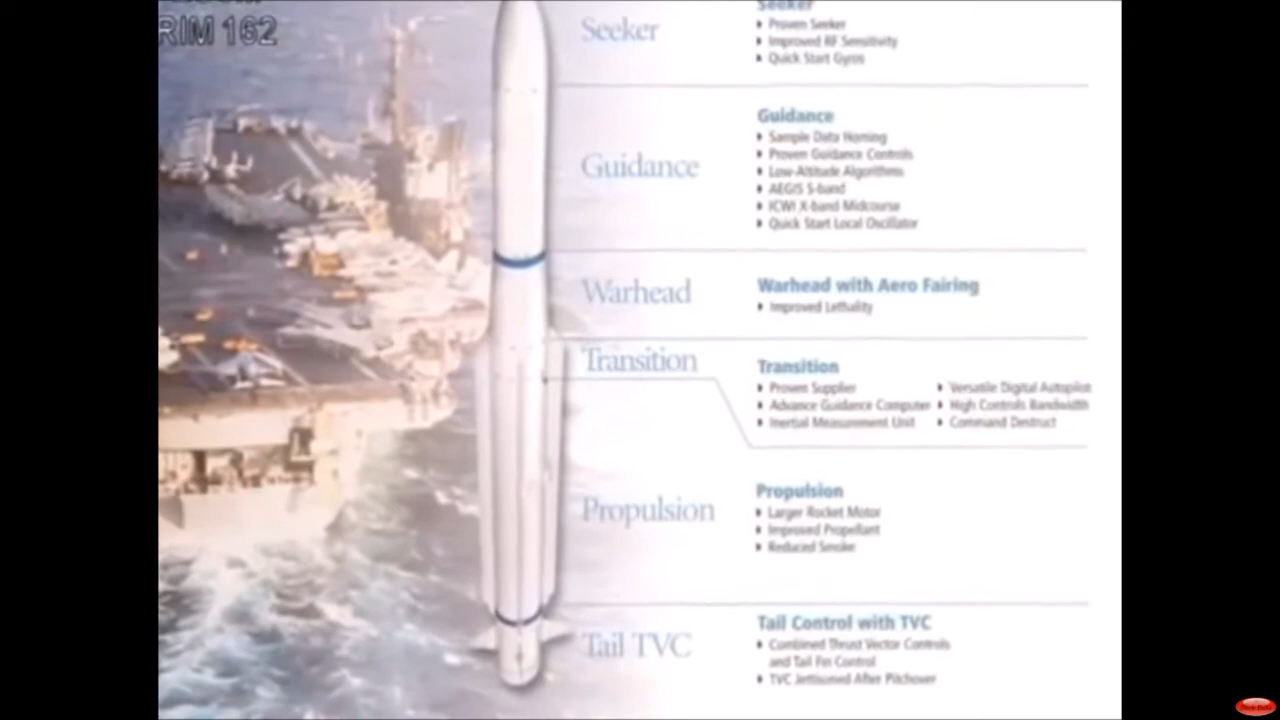 RIM 162
Seeker
Seeker
Proven Seeker
Improved RF Sensitivity
Quick Start Gyros
Guidance
Guidance
Sample Data Homing
Proven Guidance Controls
Low-Altitude Algorithms
AEGIS S-band
ICWI X-band Midcourse
Quick Start Local Oscillator
Warhead
Warhead with Aero Fairing
Improved Lethality
Transition
Transition
Proven Supplier
Advance Guidance Computer
Inertial Measurement Unit
Versatile Digital Autopilot
High Controls Bandwidth
Command Destruct
Propulsion
Propulsion
Larger Rocket Motor
Improved Propellant
Reduced Smoke
Tail TVC
Tail Control with TVC
Combined Thrust Vector Controls
and Tail Fin Control
TVC Jettisoned After Pitchover